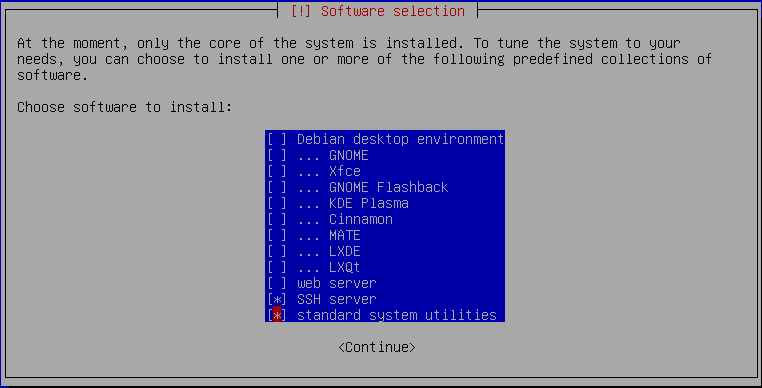 [!] Software selection
At the moment, only the core of the system is installed. To tune the system to your
needs, you can choose to install one or more of the following predefined collections of
software.
Choose software to install:
[ ] Debian desktop environment
[ ] ... GNOME
[ ] ... Xfce
[ ] ... GNOME Flashback
[ ] ... KDE Plasma
[ ] ... Cinnamon
[ ] ... MATE
[ ] ... LXDE
[ ] ... LXQt
[ ] web server
[*] SSH server
[*] standard system utilities
<Continue>